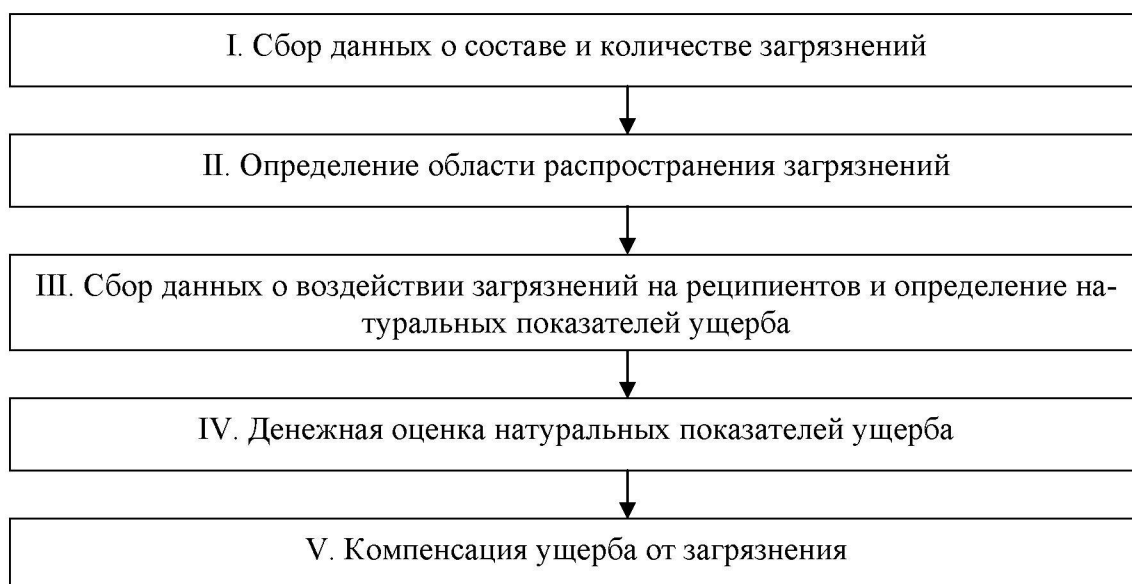 I. Сбор данных о составе и количестве загрязнений
II. Определение области распространения загрязнений
III. Сбор данных о воздействии загрязнений на реципиентов и определение на-
туральных показателей ущерба
IV. Денежная оценка натуральных показателей ущерба
V. Компенсация ущерба от загрязнения